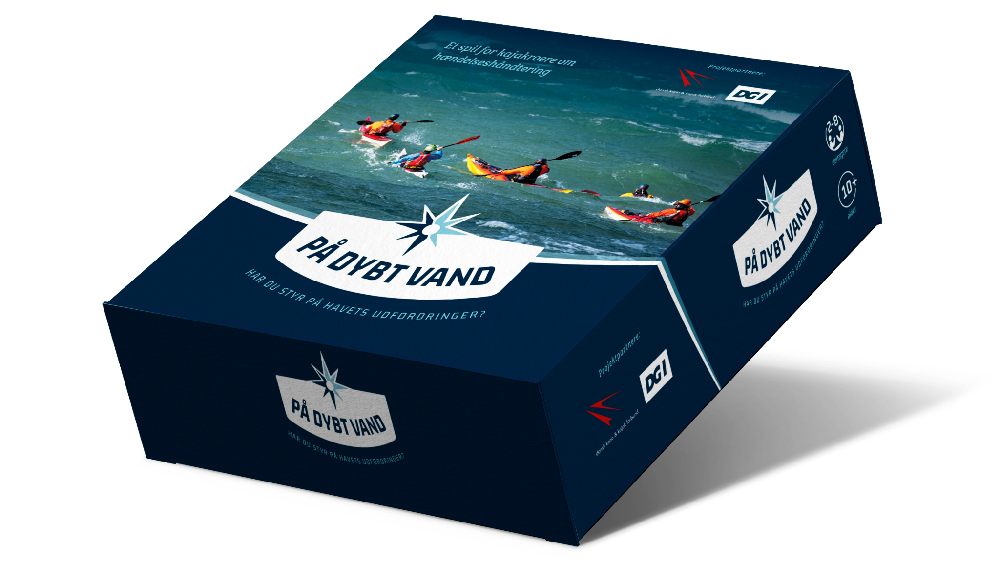 Et spil for kajakroere om
hændelseshåndtering
Projektpartnere:
dansk kano & kajak forbund
DGI
PÅ DYBT VAND
HAR DU STYR PÅ HAVETS UDFORDRINGER?
PÅ DYBT VAND
HAR DU STYR PÅ HAVETS UDFORDRINGER?
Projektpartnere:
DGI
dansk kano & kajak forbund
PÅ DYBT VAND
HAR DU STYR PÅ HAVETS UDFORDRINGER?
2-8
deltagere
10+
alder